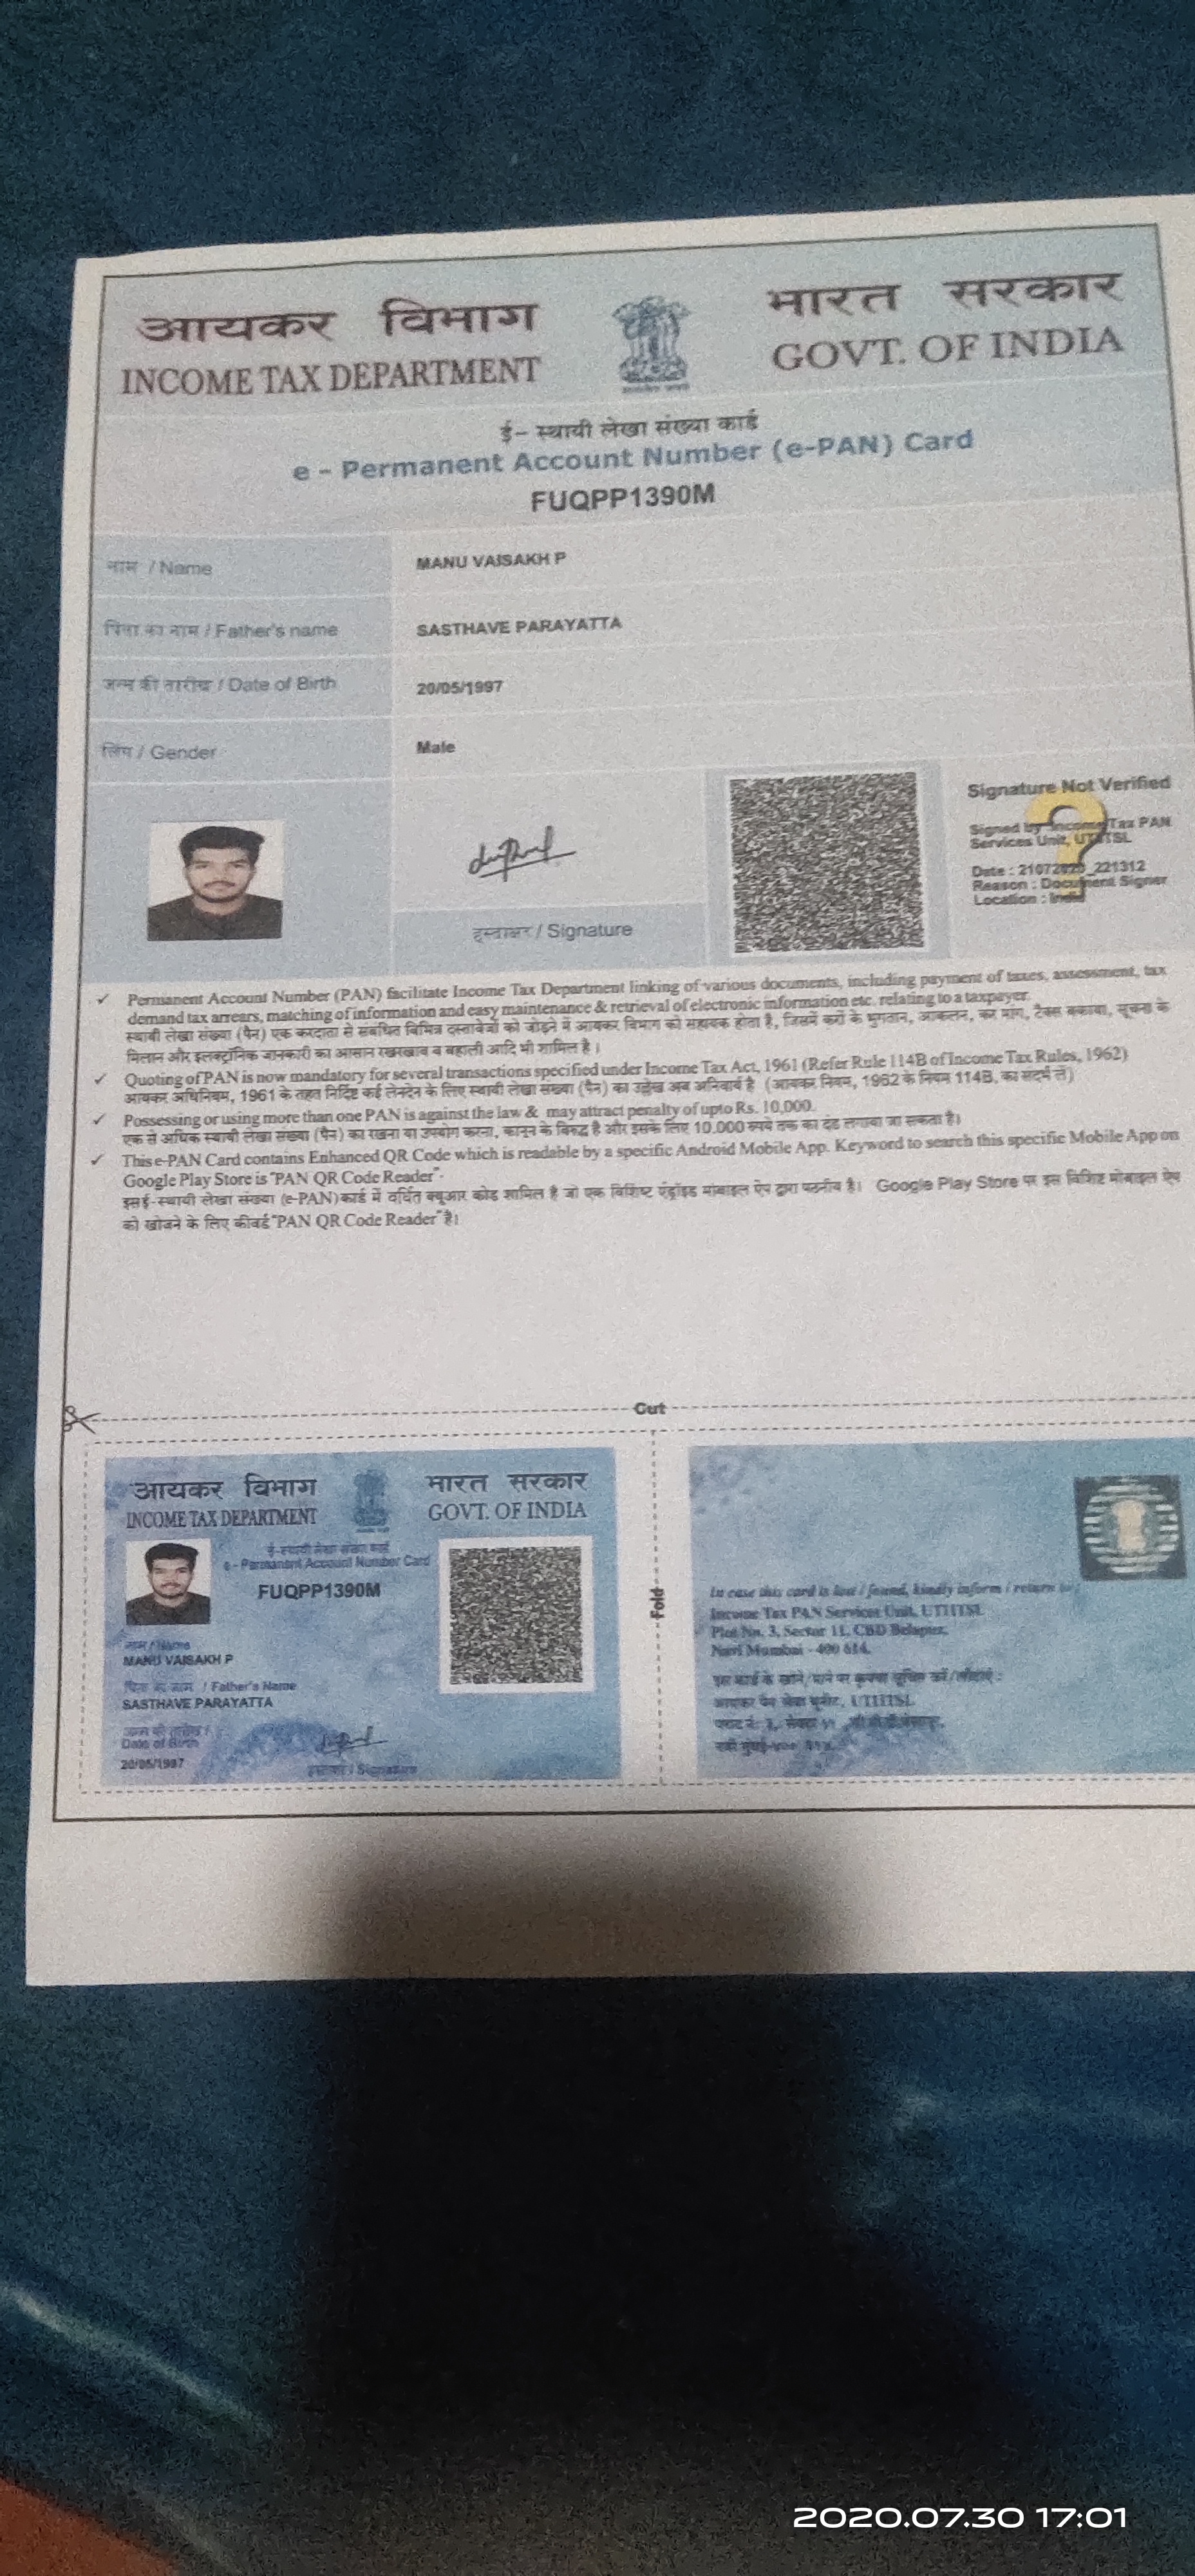 आयकर विभाग
INCOME TAX DEPARTMENT
भारत सरकार
GOVT. OF INDIA
ई- स्थायी लेखा संख्या कार्ड
e - Permanent Account Number (e-PAN) Card
FUQPP1390M
नाम / Name
MANU VAISAKH P
पिता का नाम / Father's name
SASTHAVE PARAYATTA
जन्म की तारीख / Date of Birth
20/05/1997
लिंग / Gender
Male
हस्ताक्षर / Signature
Signature Not Verified
Signed by Income Tax PAN
Services Unit, UTIITSL
Date : 21072020_221312
Reason : Document Signer
Location : India
✓ Permanent Account Number (PAN) facilitate Income Tax Department linking of various documents, including payment of taxes, assessment, tax
demand tax arrears, matching of information and easy maintenance & retrieval of electronic information etc. relating to a taxpayer.
स्थायी लेखा संख्या (पैन) एक करदाता से संबंधित विभिन्न दस्तावेजों को जोड़ने में आयकर विभाग को सहायक होता है, जिसमें करों के भुगतान, आकलन, कर मांग, टैक्स बकाया, सूचना के
मिलान और इलक्ट्रॉनिक जानकारी का आसान रखरखाव व बहाली आदि भी शामिल है।
✓ Quoting of PAN is now mandatory for several transactions specified under Income Tax Act, 1961 (Refer Rule 114B of Income Tax Rules, 1962)
आयकर अधिनियम, 1961 के तहत निर्दिष्ट कई लेनदेन के लिए स्थायी लेखा संख्या (पैन) का उल्लेख अब अनिवार्य है (आयकर नियम, 1962 के नियम 114B, का संदर्भ लें)
✓ Possessing or using more than one PAN is against the law & may attract penalty of upto Rs. 10,000.
एक से अधिक स्थायी लेखा संख्या (पैन) का रखना या उपयोग करना, कानून के विरुद्ध है और इसके लिए 10,000 रुपये तक का दंड लगाया जा सकता है।
✓ This e-PAN Card contains Enhanced QR Code which is readable by a specific Android Mobile App. Keyword to search this specific Mobile App on
Google Play Store is "PAN QR Code Reader".
इस ई-स्थायी लेखा संख्या (e-PAN) कार्ड में वर्धित क्यूआर कोड शामिल है जो एक विशिष्ट एंड्रॉइड मोबाइल ऐप द्वारा पठनीय है। Google Play Store पर इस विशिष्ट मोबाइल ऐप
को खोजने के लिए कीवर्ड "PAN QR Code Reader" है।
Cut
आयकर विभाग
INCOME TAX DEPARTMENT
भारत सरकार
GOVT. OF INDIA
ई-स्थायी लेखा संख्या कार्ड
e - Permanent Account Number Card
FUQPP1390M
नाम / Name
MANU VAISAKH P
पिता का नाम / Father's Name
SASTHAVE PARAYATTA
जन्म की तारीख /
Date of Birth
20/05/1997
हस्ताक्षर / Signature
Fold
In case this card is lost / found, kindly inform / return to :
Income Tax PAN Services Unit, UTIITSL
Plot No. 3, Sector 11, CBD Belapur,
Navi Mumbai - 400 614.
इस कार्ड के खोने/पाने पर कृपया सूचित करें/लौटाएं :
आयकर पैन सेवा यूनीट, UTIITSL
प्लाट नं: 3, सेक्टर ११,
नवी मुंबई-
2020.07.30 17:01